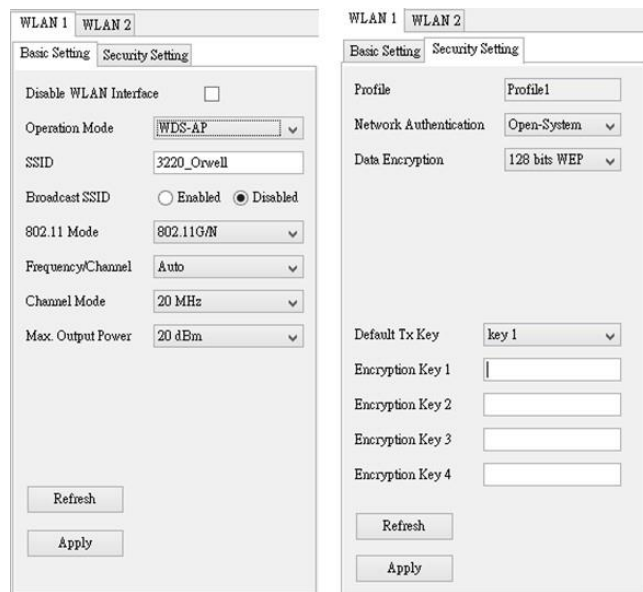 WLAN 1 WLAN 2
Basic Setting Security Setting
Disable WLAN Interface
Operation Mode WDS-AP
SSID 3220_Orwell
Broadcast SSID Enabled Disabled
802.11 Mode 802.11G/N
Frequency/Channel Auto
Channel Mode 20 MHz
Max. Output Power 20 dBm
Refresh
Apply
WLAN 1 WLAN 2
Basic Setting Security Setting
Profile Profile1
Network Authentication Open-System
Data Encryption 128 bits WEP
Default Tx Key key 1
Encryption Key 1
Encryption Key 2
Encryption Key 3
Encryption Key 4
Refresh
Apply